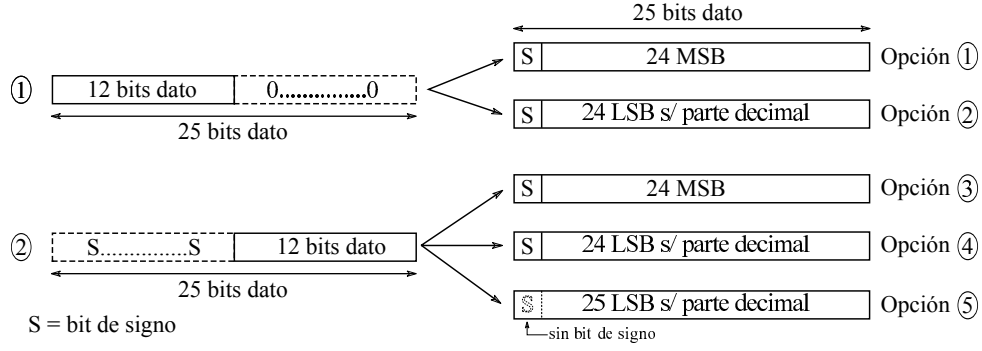 25 bits dato
S 24 MSB Opción 1
1 12 bits dato 0...............0
S 24 LSB s/ parte decimal Opción 2
25 bits dato
S 24 MSB Opción 3
2 S...............S 12 bits dato
S 24 LSB s/ parte decimal Opción 4
25 bits dato
S 25 LSB s/ parte decimal Opción 5
S = bit de signo
sin bit de signo